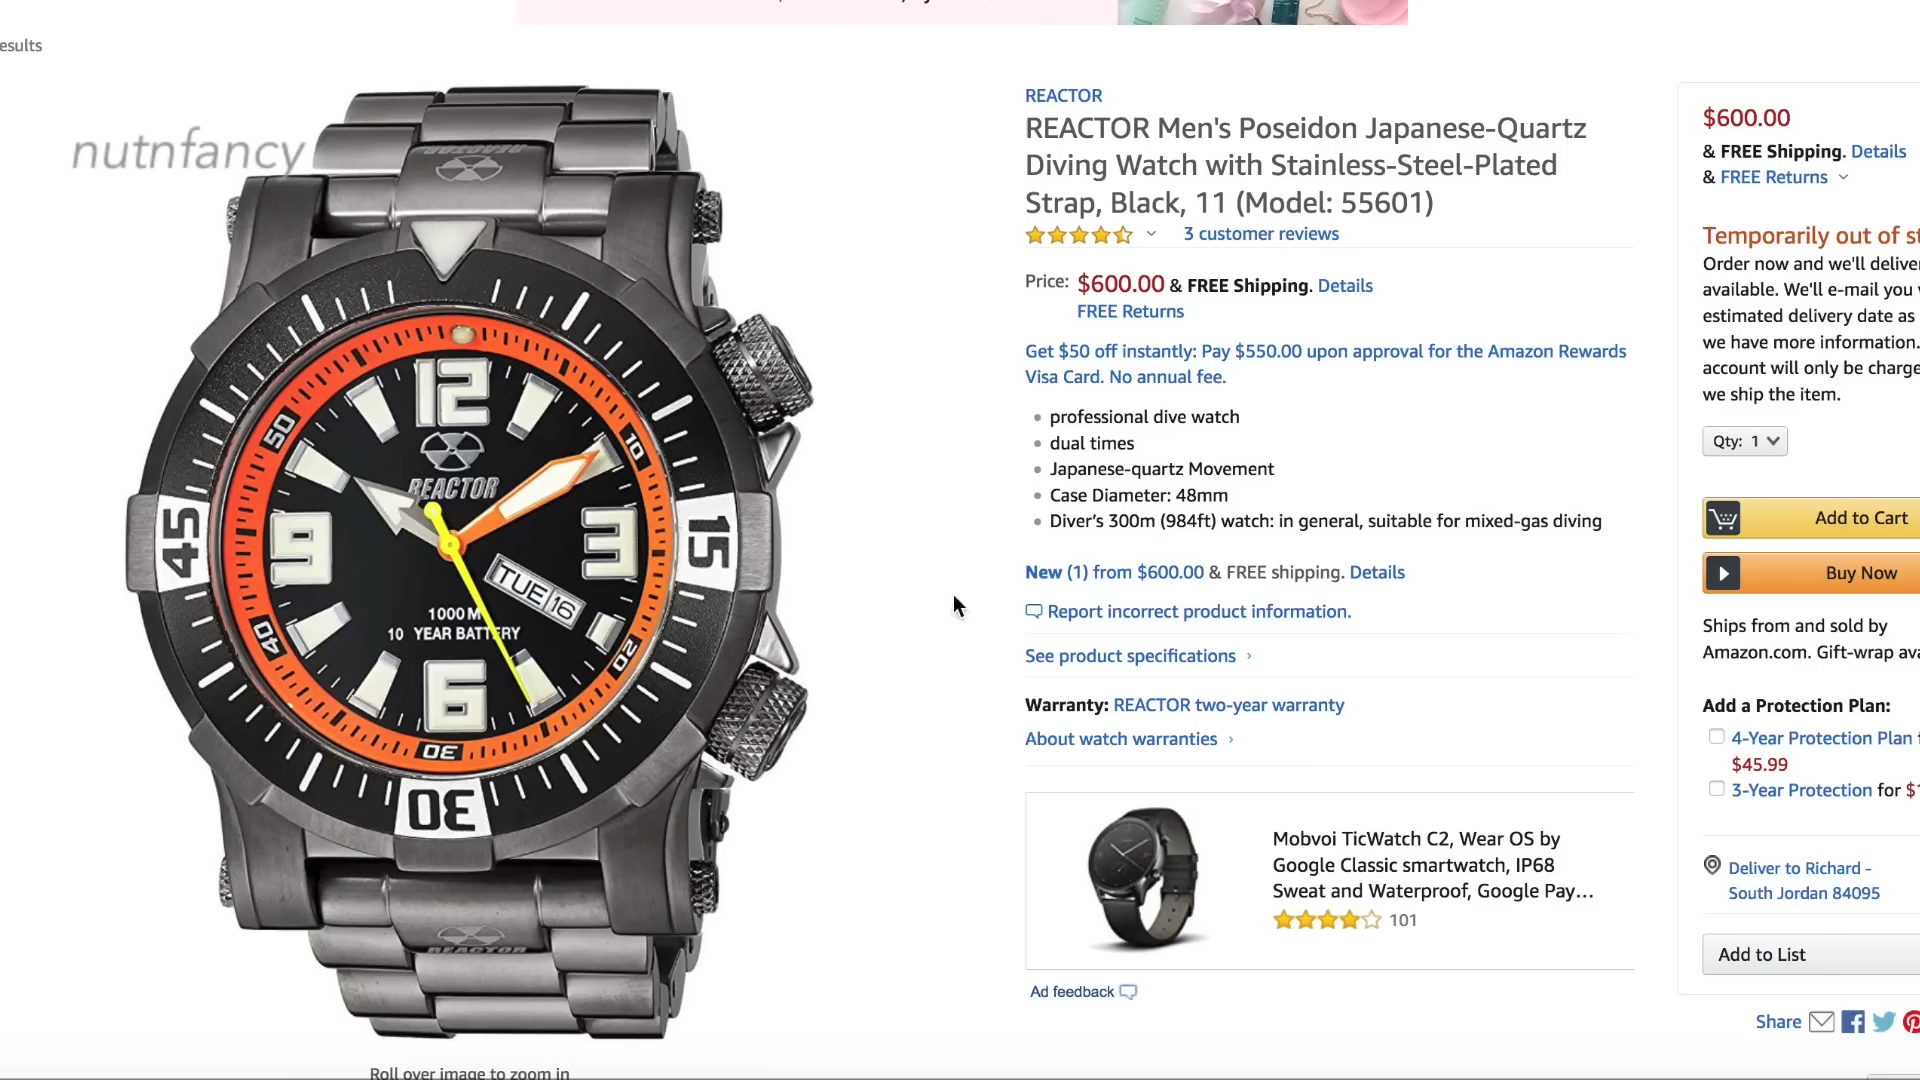 esults
nutnfancy
REACTOR
12
REACTOR
50
10
45
9
3
15
TUE 16
1000 M
10 YEAR BATTERY
40
20
6
30
30
REACTOR
Roll over image to zoom in
REACTOR
REACTOR Men's Poseidon Japanese-Quartz
Diving Watch with Stainless-Steel-Plated
Strap, Black, 11 (Model: 55601)
3 customer reviews
Price: $600.00 & FREE Shipping. Details
FREE Returns
Get $50 off instantly: Pay $550.00 upon approval for the Amazon Rewards
Visa Card. No annual fee.
professional dive watch
dual times
Japanese-quartz Movement
Case Diameter: 48mm
Diver's 300m (984ft) watch: in general, suitable for mixed-gas diving
New (1) from $600.00 & FREE shipping. Details
Report incorrect product information.
See product specifications ›
Warranty: REACTOR two-year warranty
About watch warranties ›
Mobvoi TicWatch C2, Wear OS by
Google Classic smartwatch, IP68
Sweat and Waterproof, Google Pay...
101
Ad feedback
$600.00
& FREE Shipping. Details
& FREE Returns
Temporarily out of st
Order now and we'll deliver
available. We'll e-mail you
estimated delivery date as
we have more information.
account will only be charge
we ship the item.
Qty: 1
Add to Cart
Buy Now
Ships from and sold by
Amazon.com. Gift-wrap ava
Add a Protection Plan:
4-Year Protection Plan f
$45.99
3-Year Protection for $1
Deliver to Richard -
South Jordan 84095
Add to List
Share